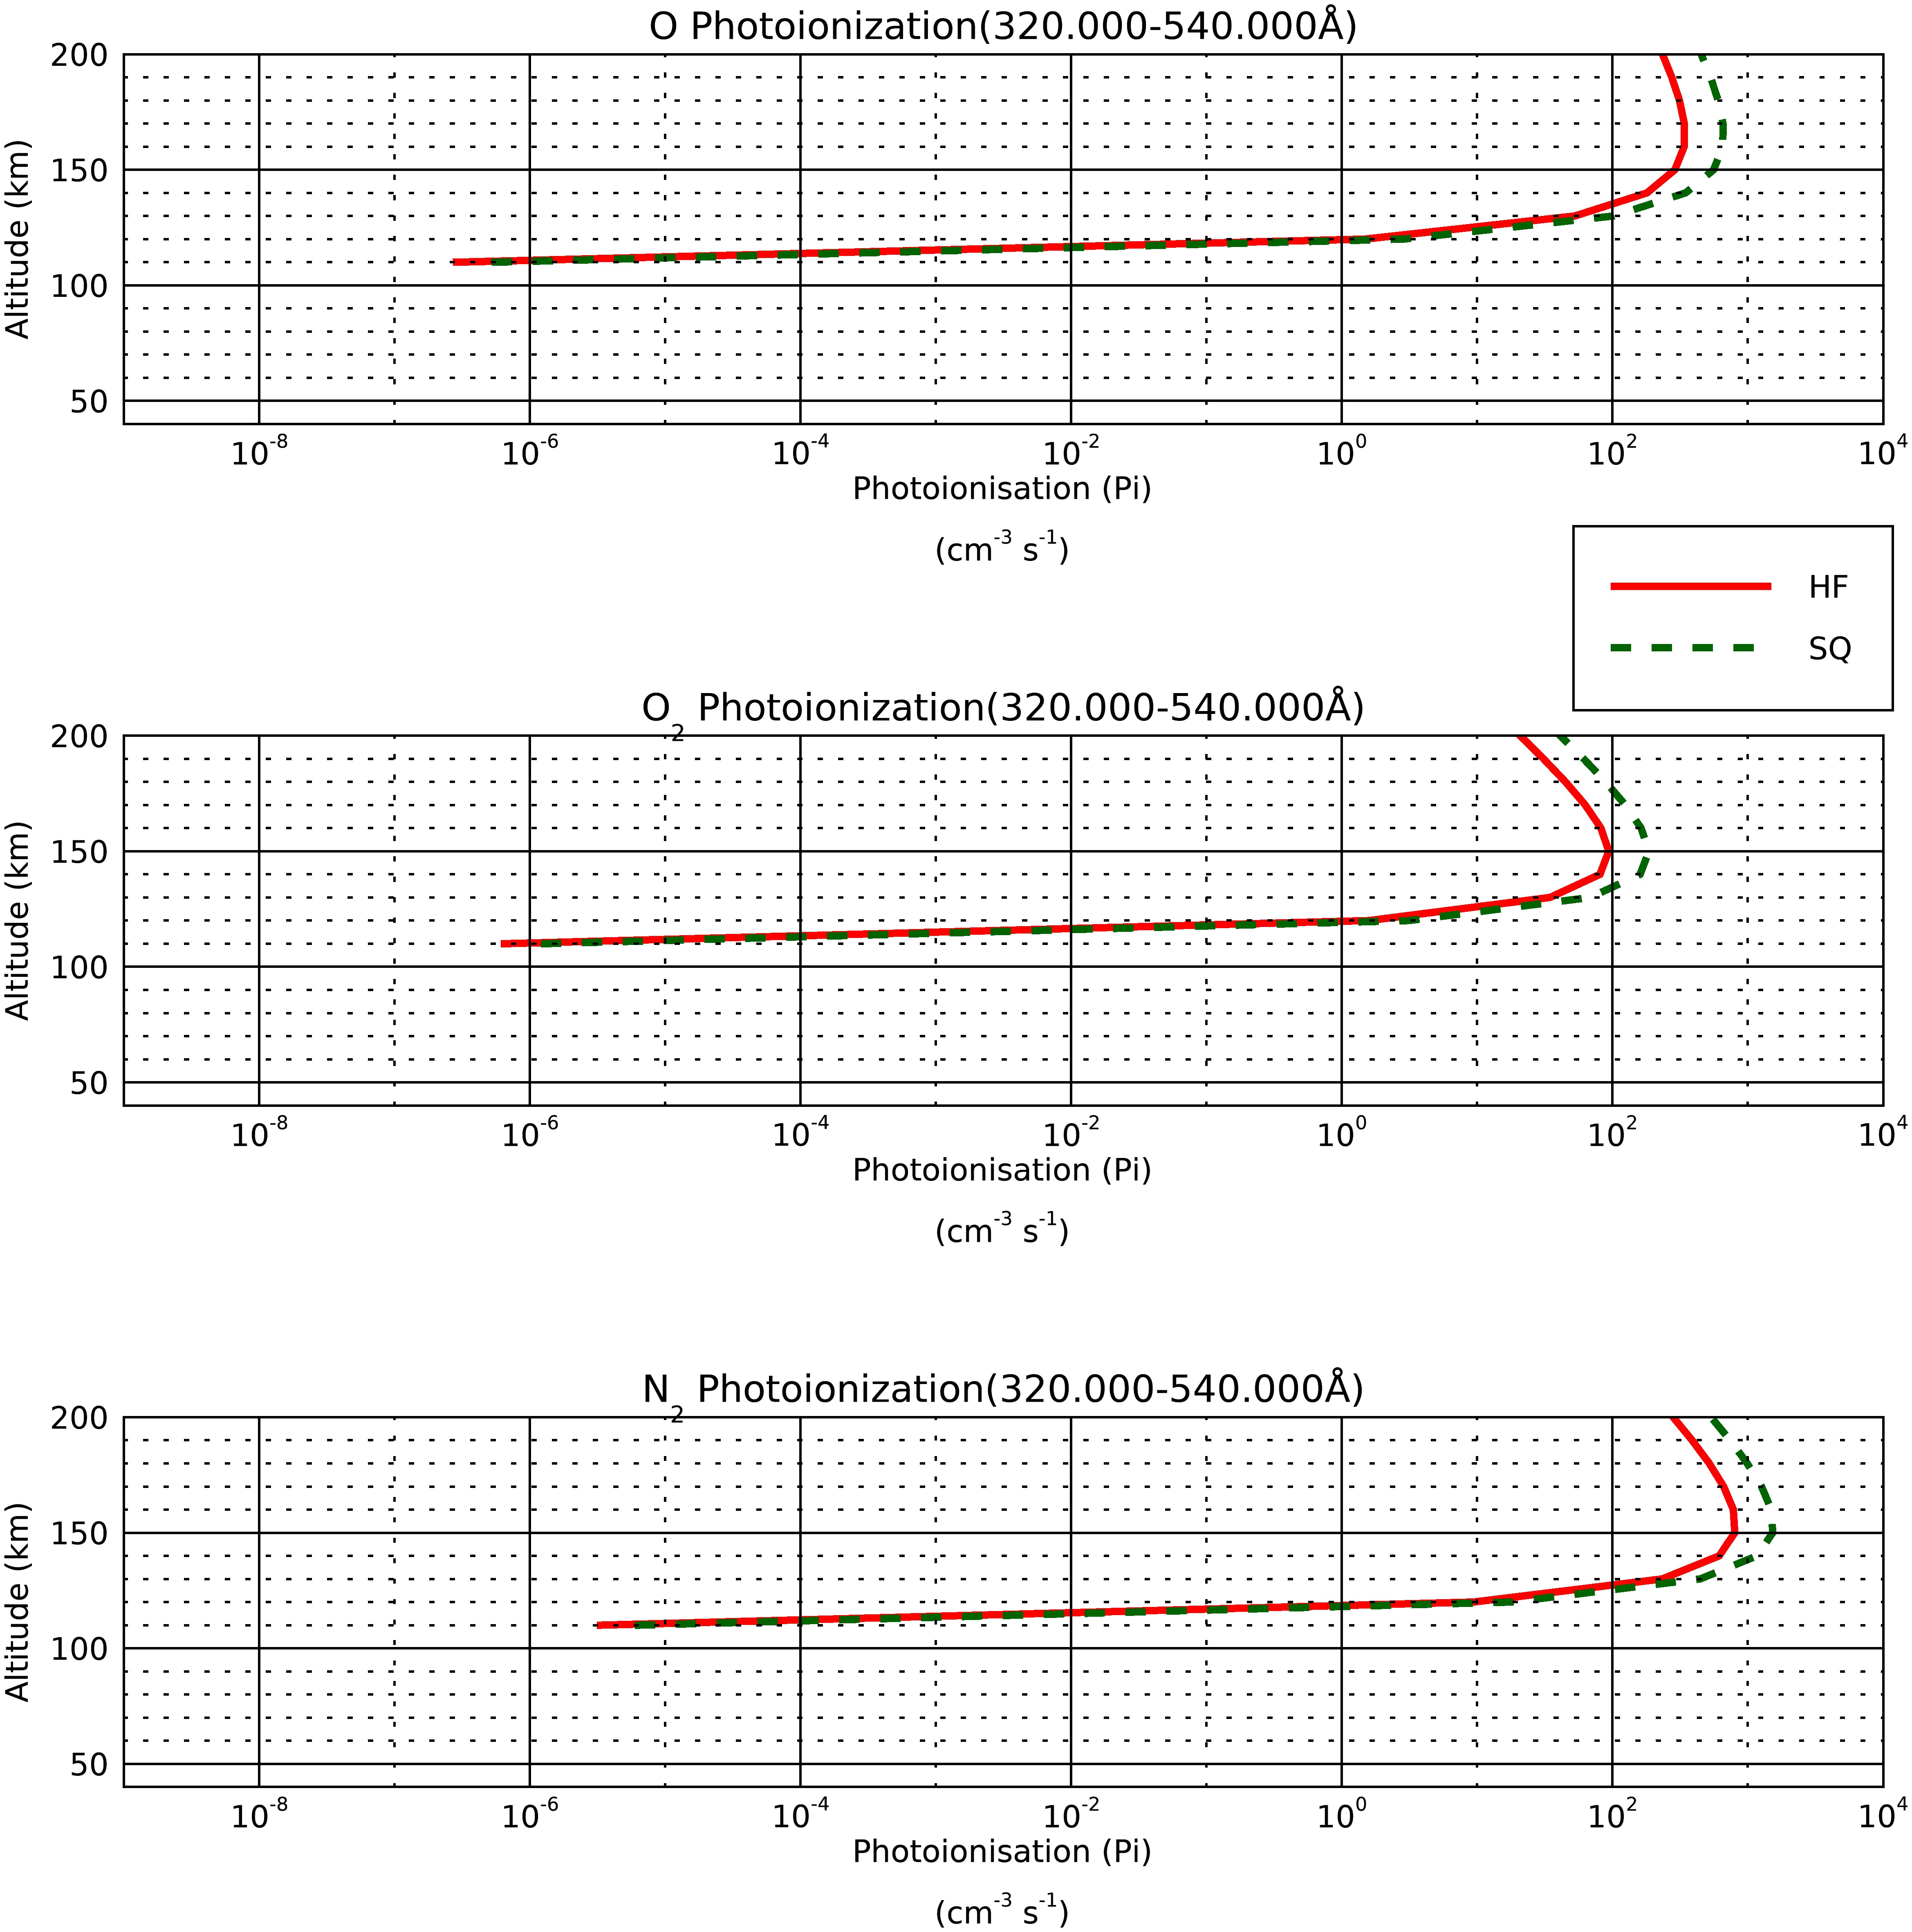 O Photoionization(320.000-540.000Å)
200
150
100
50
Altitude (km)
10-8 10-6 10-4 10-2 100 102 104
Photoionisation (Pi)
(cm-3 s-1)
HF
SQ
O2 Photoionization(320.000-540.000Å)
200
150
100
50
Altitude (km)
10-8 10-6 10-4 10-2 100 102 104
Photoionisation (Pi)
(cm-3 s-1)
N2 Photoionization(320.000-540.000Å)
200
150
100
50
Altitude (km)
10-8 10-6 10-4 10-2 100 102 104
Photoionisation (Pi)
(cm-3 s-1)